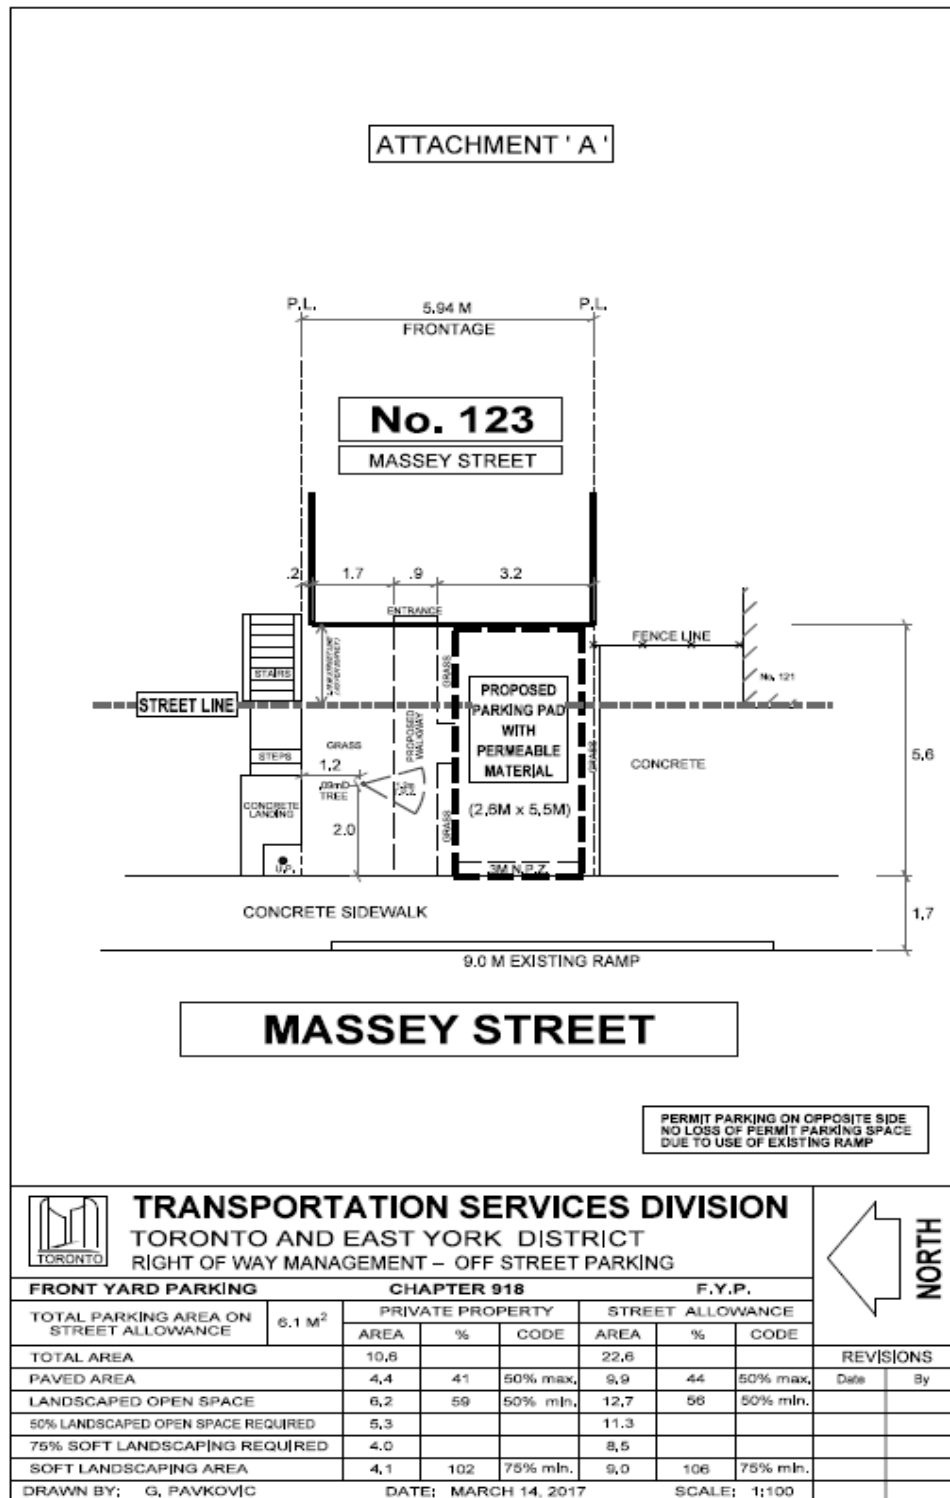 ATTACHMENT ' A '
P.L. 5.94 M P.L.
FRONTAGE
No. 123
MASSEY STREET
.2 1.7 .9 3.2
ENTRANCE
FENCE LINE
GRASS
STAIRS
No. 121
PROPOSED
PARKING PAD
WITH
PERMEABLE
MATERIAL
(2.6M x 5.5M)
STREET LINE
PROPOSED
WALKWAY
GRASS
STEPS
1.2
GRASS
CONCRETE
5.6
.09mD
TREE
CONCRETE
LANDING
2.0
GRASS
U.P.
3M N.P.Z.
CONCRETE SIDEWALK
1.7
9.0 M EXISTING RAMP
MASSEY STREET
PERMIT PARKING ON OPPOSITE SIDE
NO LOSS OF PERMIT PARKING SPACE
DUE TO USE OF EXISTING RAMP
TORONTO
TRANSPORTATION SERVICES DIVISION
TORONTO AND EAST YORK DISTRICT
RIGHT OF WAY MANAGEMENT – OFF STREET PARKING
NORTH
FRONT YARD PARKING CHAPTER 918 F.Y.P.
TOTAL PARKING AREA ON
STREET ALLOWANCE
6.1 M²
PRIVATE PROPERTY STREET ALLOWANCE
AREA % CODE AREA % CODE
TOTAL AREA 10.6 22.6
REVISIONS
PAVED AREA 4.4 41 50% max. 9.9 44 50% max.
Date By
LANDSCAPED OPEN SPACE 6.2 59 50% min. 12.7 56 50% min.
50% LANDSCAPED OPEN SPACE REQUIRED 5.3 11.3
75% SOFT LANDSCAPING REQUIRED 4.0 8.5
SOFT LANDSCAPING AREA 4.1 102 75% min. 9.0 106 75% min.
DRAWN BY: G. PAVKOVIC DATE: MARCH 14, 2017 SCALE: 1:100